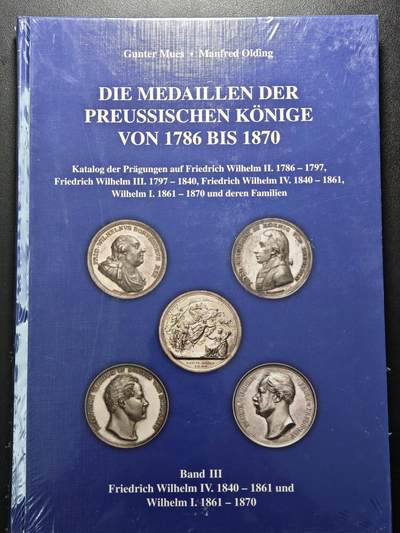 Gunter Mues • Manfred Olding
DIE MEDAILLEN DER
PREUSSISCHEN KÖNIGE
VON 1786 BIS 1870
Katalog der Prägungen auf Friedrich Wilhelm II. 1786 – 1797,
Friedrich Wilhelm III. 1797 – 1840, Friedrich Wilhelm IV. 1840 – 1861,
Wilhelm I. 1861 – 1870 und deren Familien
Band III
Friedrich Wilhelm IV. 1840 – 1861 und
Wilhelm I. 1861 – 1870